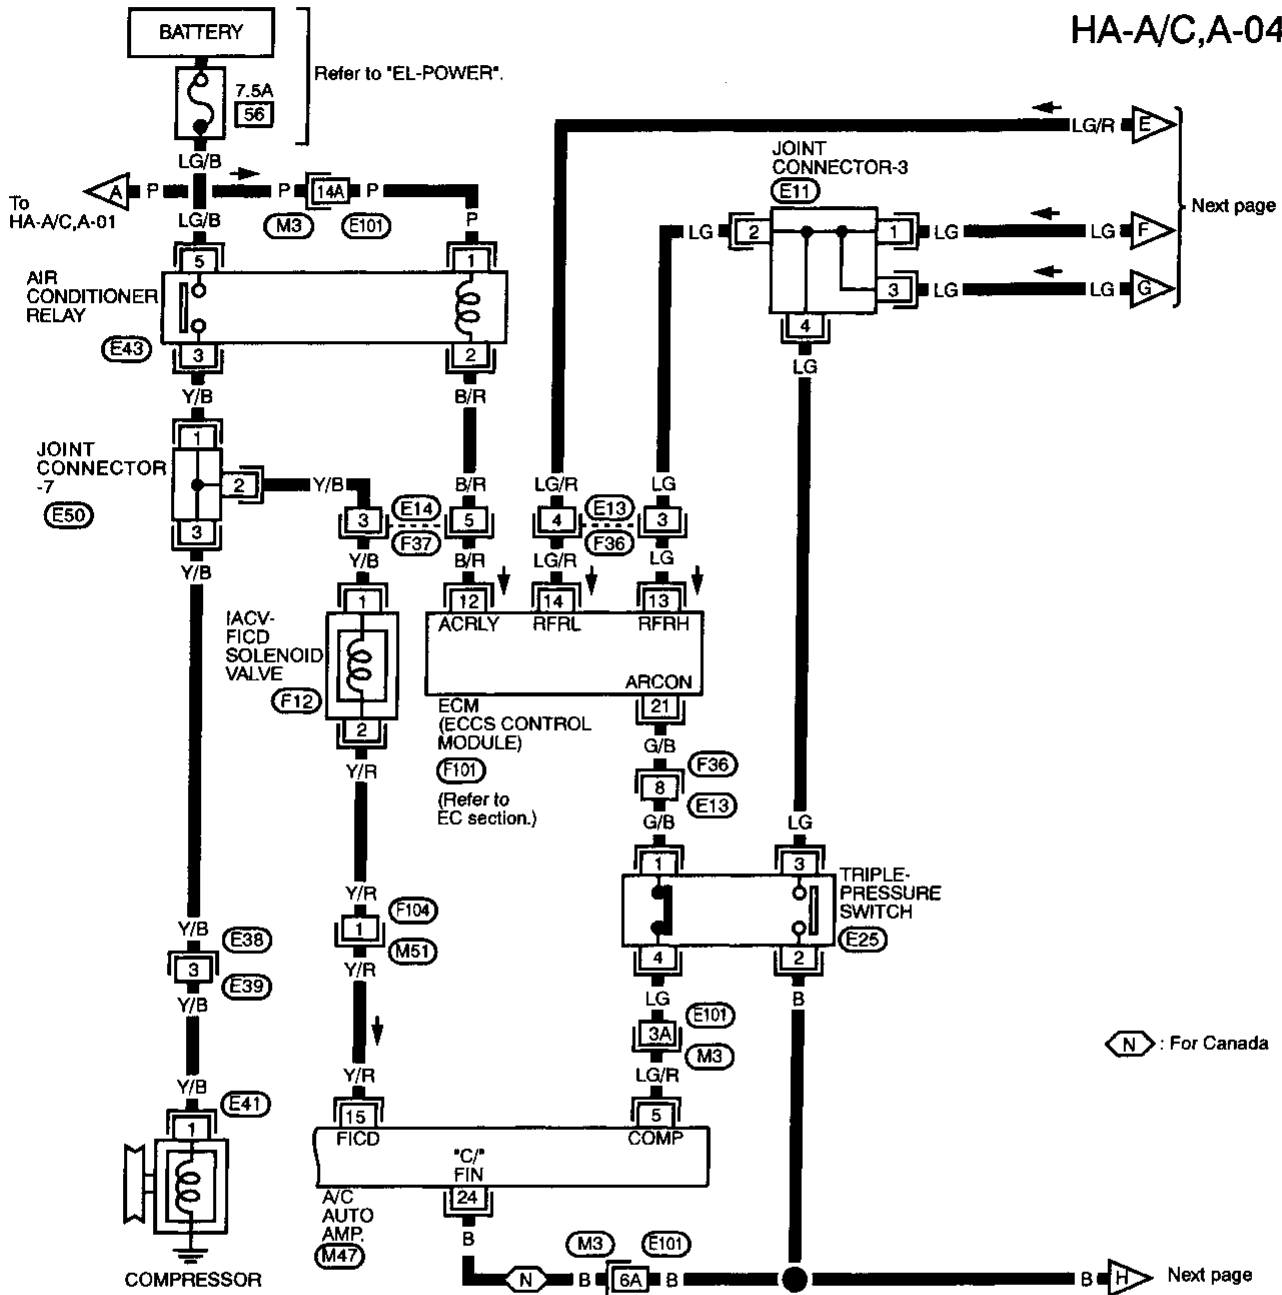 HA-A/C,A-04
BATTERY
Refer to "EL-POWER".
7.5A
56
LG/B
LG/R
E
JOINT
CONNECTOR-3
E11
A
P
P
14A
P
To
HA-A/C,A-01
LG/B
M3
E101
P
Next page
LG
2
1
LG
LG
F
5
1
3
LG
LG
G
AIR
CONDITIONER
RELAY
4
E43
3
2
LG
Y/B
B/R
1
JOINT
CONNECTOR
-7
2
Y/B
B/R
LG/R
LG
E50
3
3
E14
F37
5
4
E13
F36
3
Y/B
Y/B
B/R
LG/R
LG
1
12
14
13
IACV-
FICD
SOLENOID
VALVE
ACRLY
RFRL
RFRH
F12
ARCON
2
21
ECM
(ECCS CONTROL
MODULE)
F101
(Refer to
EC section.)
Y/R
G/B
F36
8
E13
G/B
LG
1
3
TRIPLE-
PRESSURE
SWITCH
E25
Y/R
F104
1
M51
Y/R
Y/B
E38
3
E39
Y/B
4
2
LG
B
E101
3A
M3
LG/R
N : For Canada
Y/B
E41
Y/R
1
15
5
FICD
COMP
"C/"
FIN
24
A/C
AUTO
AMP.
M47
B
M3
E101
COMPRESSOR
N
B
6A
B
B
H
Next page